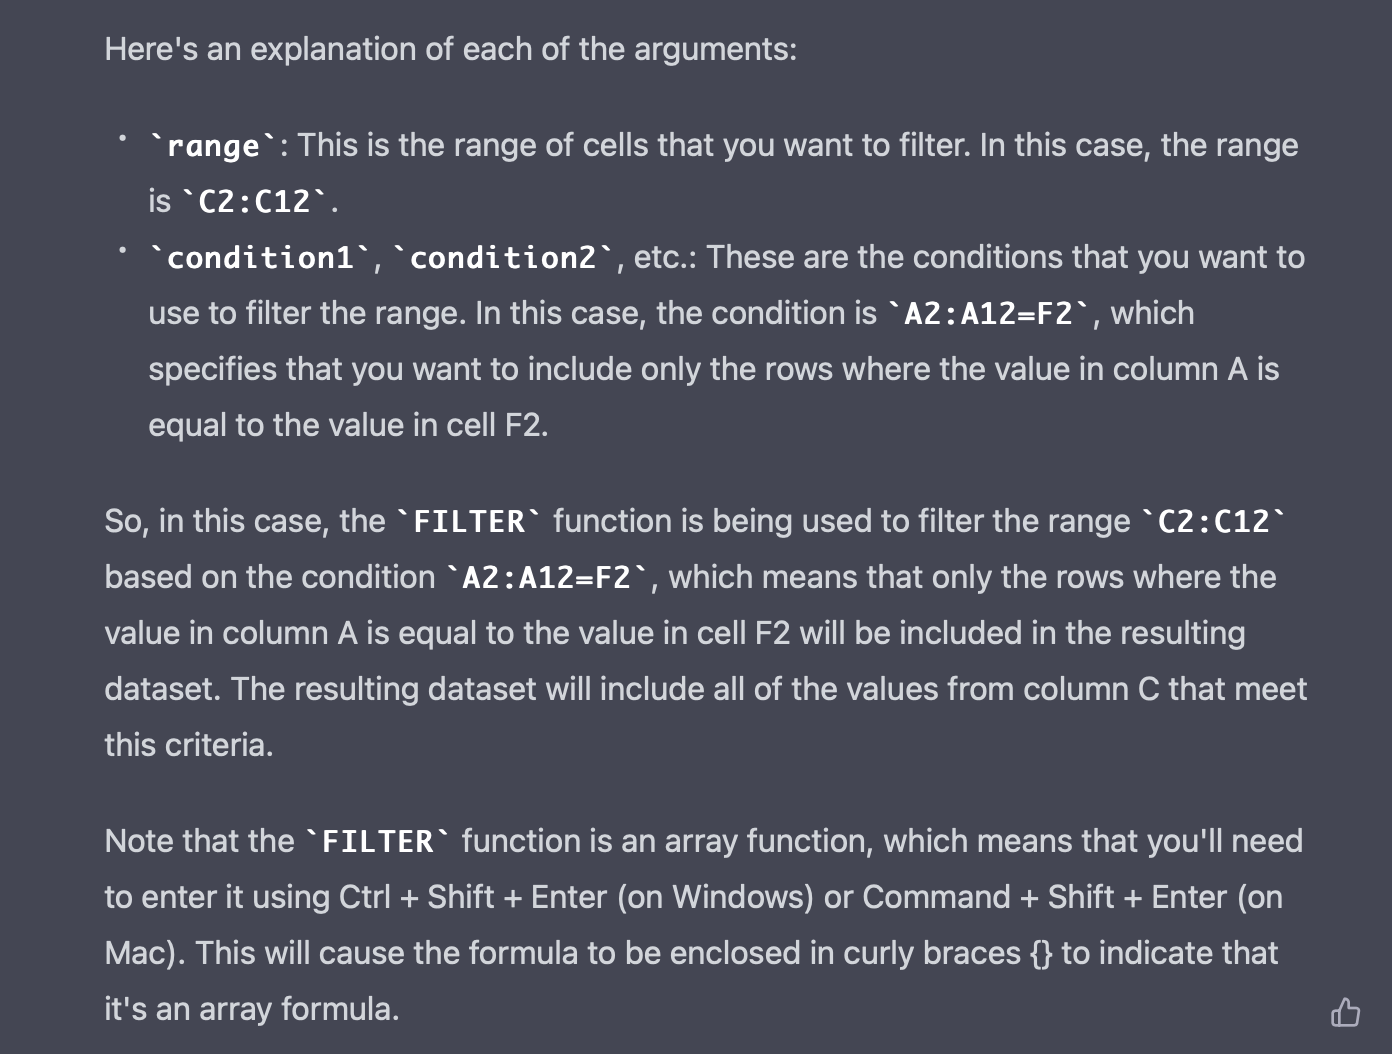 Here's an explanation of each of the arguments:
• `range`: This is the range of cells that you want to filter. In this case, the range
is `C2:C12`.
• `condition1`, `condition2`, etc.: These are the conditions that you want to
use to filter the range. In this case, the condition is `A2:A12=F2`, which
specifies that you want to include only the rows where the value in column A is
equal to the value in cell F2.
So, in this case, the `FILTER` function is being used to filter the range `C2:C12`
based on the condition `A2:A12=F2`, which means that only the rows where the
value in column A is equal to the value in cell F2 will be included in the resulting
dataset. The resulting dataset will include all of the values from column C that meet
this criteria.
Note that the `FILTER` function is an array function, which means that you'll need
to enter it using Ctrl + Shift + Enter (on Windows) or Command + Shift + Enter (on
Mac). This will cause the formula to be enclosed in curly braces {} to indicate that
it's an array formula.